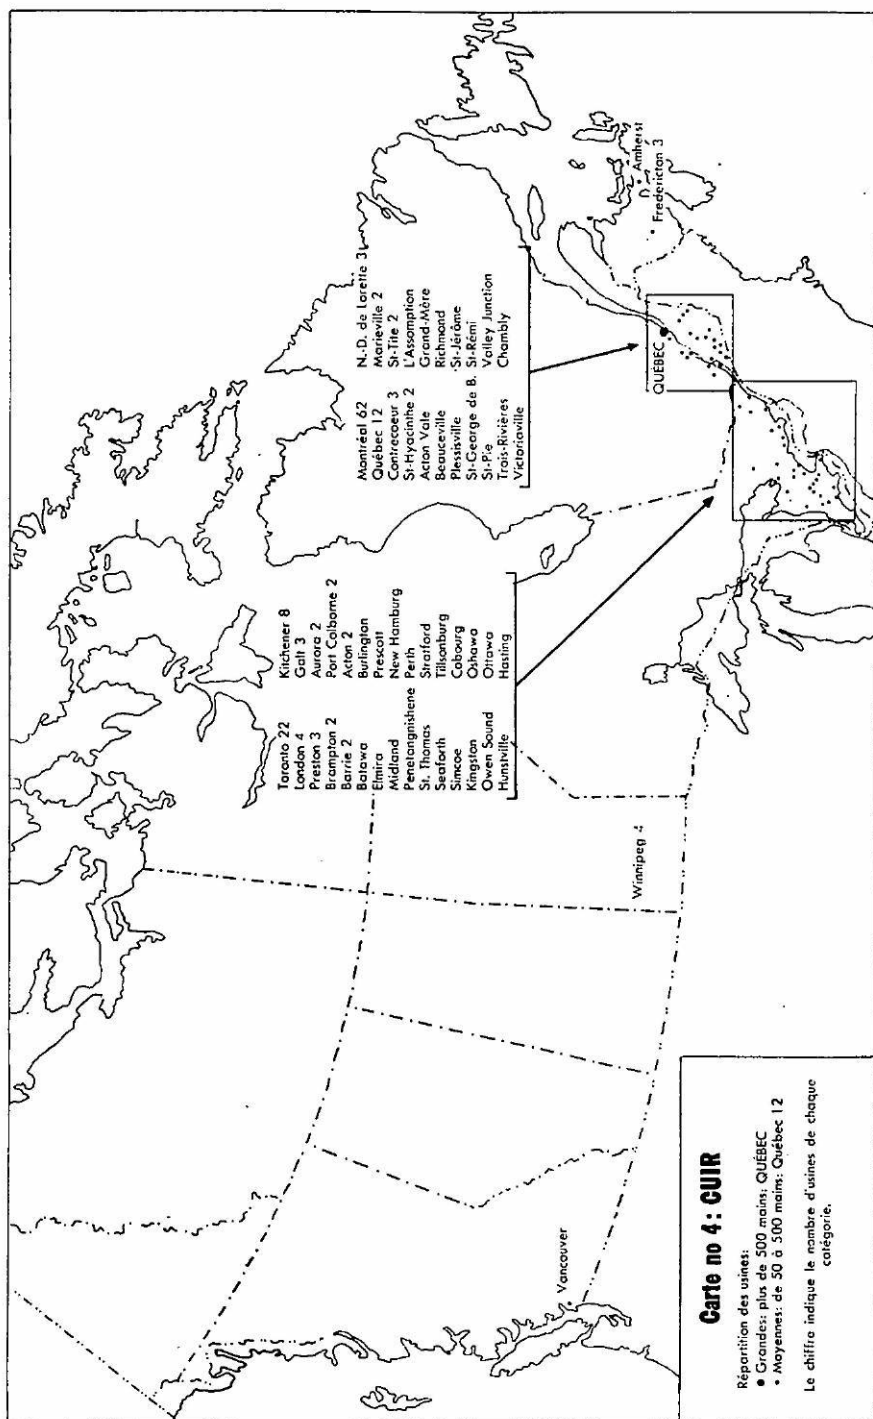 Carte no 4: CUIR
Répartition des usines:
● Grandes: plus de 500 mains: QUÉBEC
• Moyennes: de 50 à 500 mains: Québec 12
Le chiffre indique le nombre d'usines de chaque
catégorie.
Vancouver
Winnipeg 4
Toronto 22
London 4
Preston 3
Brampton 2
Barrie 2
Batawa
Elmira
Midland
Penetangnishene
St. Thomas
Seaforth
Simcoe
Kingston
Owen Sound
Hunstville
Kitchener 8
Galt 3
Aurora 2
Port Colborne 2
Acton 2
Burlington
Prescott
New Hamburg
Perth
Stratford
Tillsonburg
Cobourg
Oshawa
Ottawa
Hasting
Montréal 62
Québec 12
Contrecoeur 3
St-Hyacinthe 2
Acton Vale
Beauceville
Plessisville
St-George de B.
St-Pie
Trois-Rivières
Victoriaville
N.-D. de Lorette 3
Marieville 2
St-Tite 2
L'Assomption
Grand-Mère
Richmond
St-Jérôme
St-Rémi
Valley Junction
Chambly
QUÉBEC
Amherst
Fredericton 3